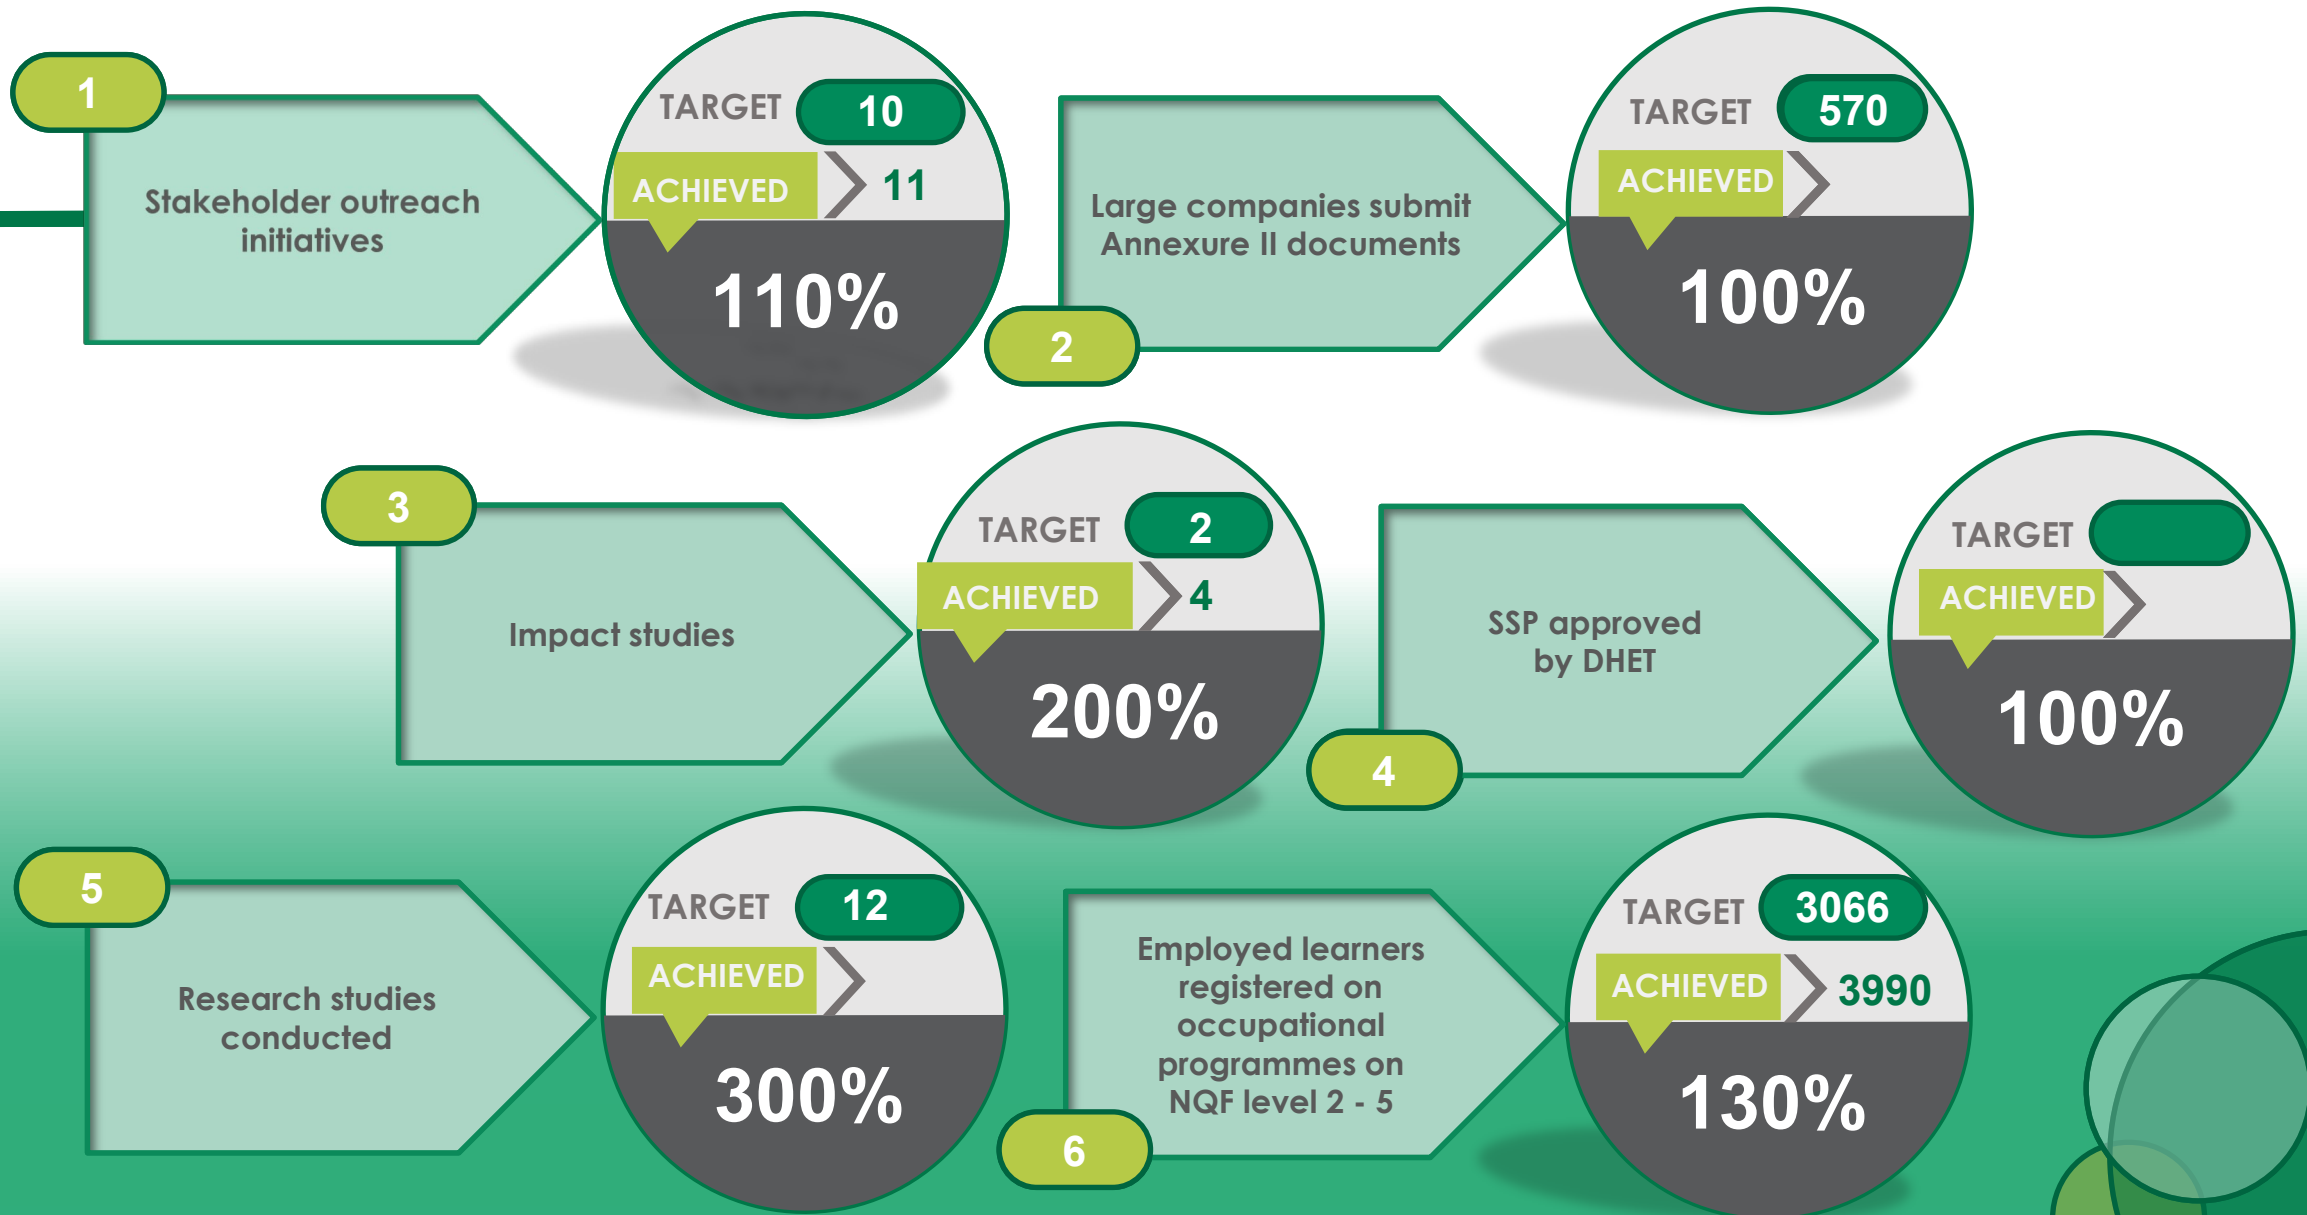 1
Stakeholder outreach
initiatives
TARGET 10
ACHIEVED 11
110%
2
Large companies submit
Annexure II documents
TARGET 570
ACHIEVED
100%
3
Impact studies
TARGET 2
ACHIEVED 4
200%
4
SSP approved
by DHET
TARGET
ACHIEVED
100%
5
Research studies
conducted
TARGET 12
ACHIEVED
300%
6
Employed learners
registered on
occupational
programmes on
NQF level 2 - 5
TARGET 3066
ACHIEVED 3990
130%